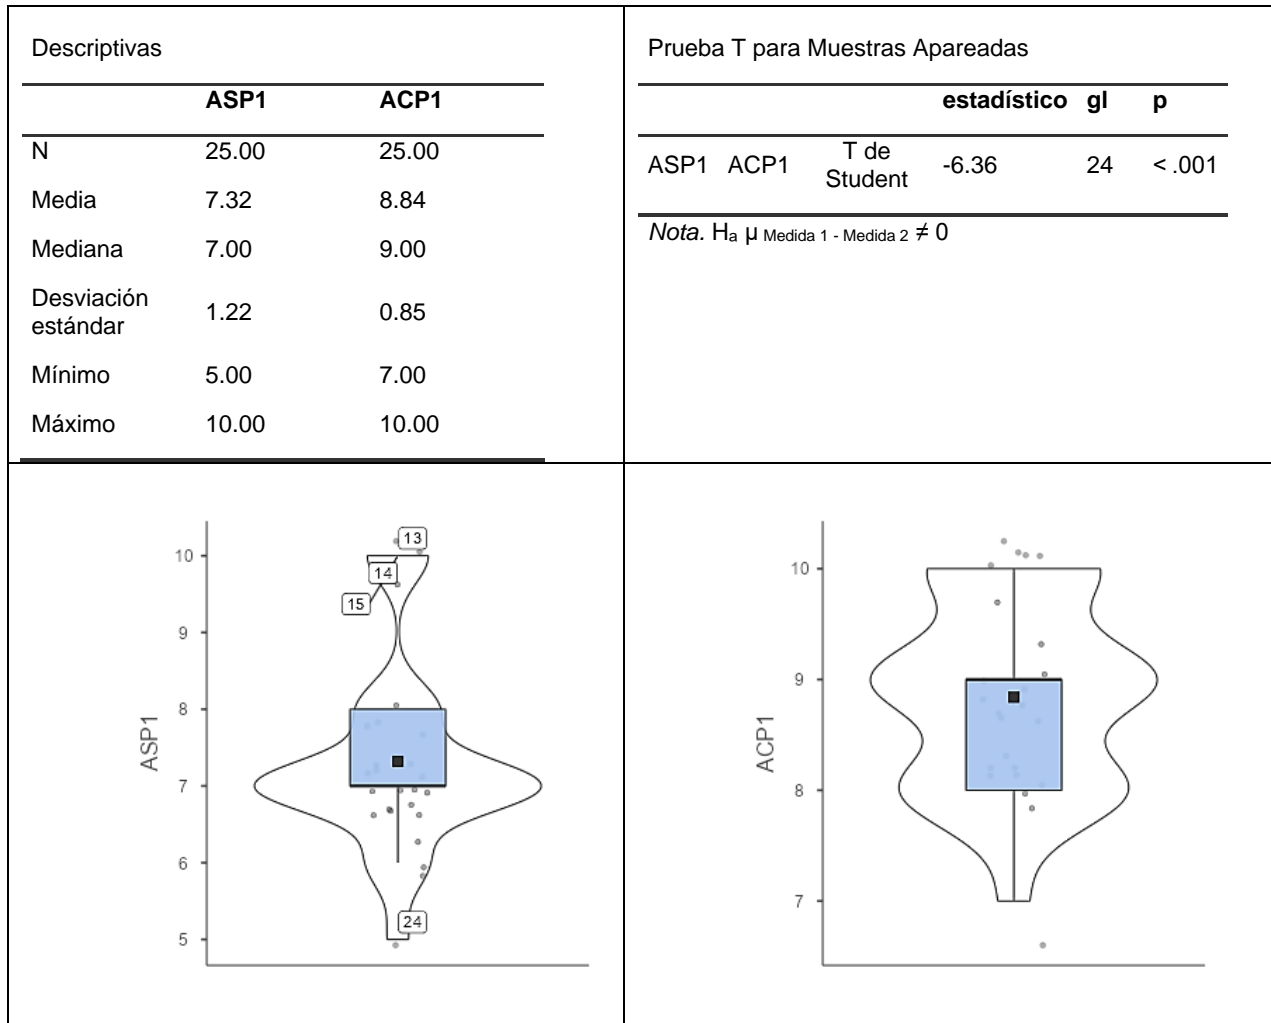 Descriptivas
ASP1 ACP1
N 25.00 25.00
Media 7.32 8.84
Mediana 7.00 9.00
Desviación
estándar 1.22 0.85
Mínimo 5.00 7.00
Máximo 10.00 10.00
Prueba T para Muestras Apareadas
estadístico gl p
ASP1 ACP1 T de
Student -6.36 24 < .001
Nota. Hₐ μ Medida 1 - Medida 2 ≠ 0
ASP1
10
9
8
7
6
5
13
14
15
24
ACP1
10
9
8
7